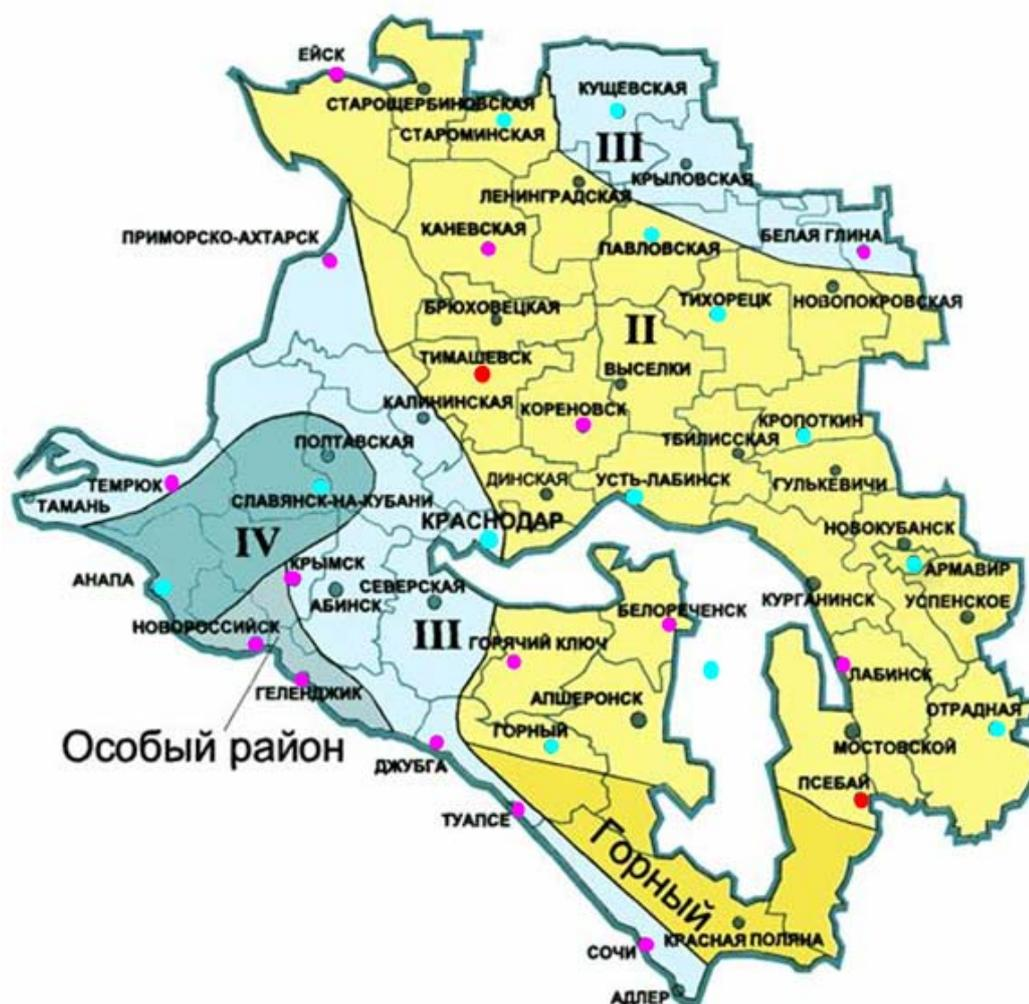 ЕЙСК
СТАРОЩЕРБИНОВСКАЯ
СТАРОМИНСКАЯ
КУЩЕВСКАЯ
III
КРЫЛОВСКАЯ
ЛЕНИНГРАДСКАЯ
ПРИМОРСКО-АХТАРСК
КАНЕВСКАЯ
ПАВЛОВСКАЯ
БЕЛАЯ ГЛИНА
БРЮХОВЕЦКАЯ
ТИХОРЕЦК
НОВОПОКРОВСКАЯ
II
ТИМАШЕВСК
ВЫСЕЛКИ
КАЛИНИНСКАЯ
КОРЕНОВСК
КРОПОТКИН
ПОЛТАВСКАЯ
ТБИЛИССКАЯ
ТЕМРЮК
ТАМАНЬ
СЛАВЯНСК-НА-КУБАНИ
ДИНСКАЯ
УСТЬ-ЛАБИНСК
ГУЛЬКЕВИЧИ
КРАСНОДАР
НОВОКУБАНСК
IV
АНАПА
КРЫМСК
АБИНСК
СЕВЕРСКАЯ
АРМАВИР
КУРГАНИНСК
УСПЕНСКОЕ
НОВОРОССИЙСК
III
БЕЛОРЕЧЕНСК
ГОРЯЧИЙ КЛЮЧ
ЛАБИНСК
ГЕЛЕНДЖИК
АПШЕРОНСК
ОТРАДНАЯ
Особый район
ГОРНЫЙ
МОСТОВСКОЙ
ДЖУБГА
ПСЕБАЙ
ТУАПСЕ
Горный
КРАСНАЯ ПОЛЯНА
СОЧИ
АДЛЕР